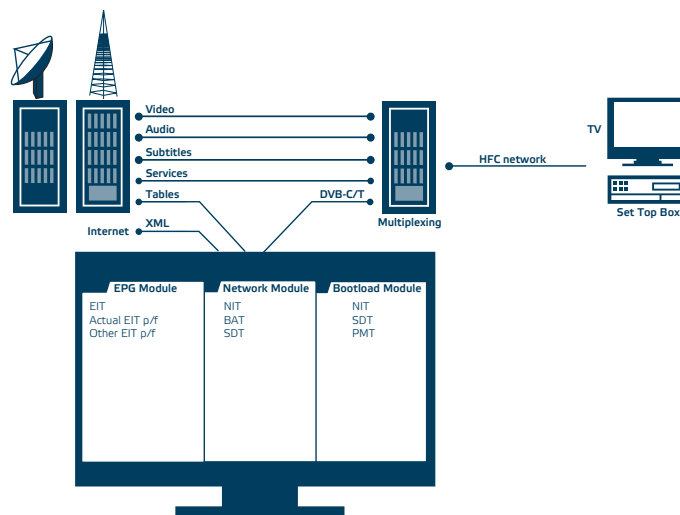 Video
Audio
Subtitles
Services
Tables
DVB-C/T
Internet
XML
Multiplexing
HFC network
TV
Set Top Box
EPG Module
EIT
Actual EIT p/f
Other EIT p/f
Network Module
NIT
BAT
SDT
Bootload Module
NIT
SDT
PMT